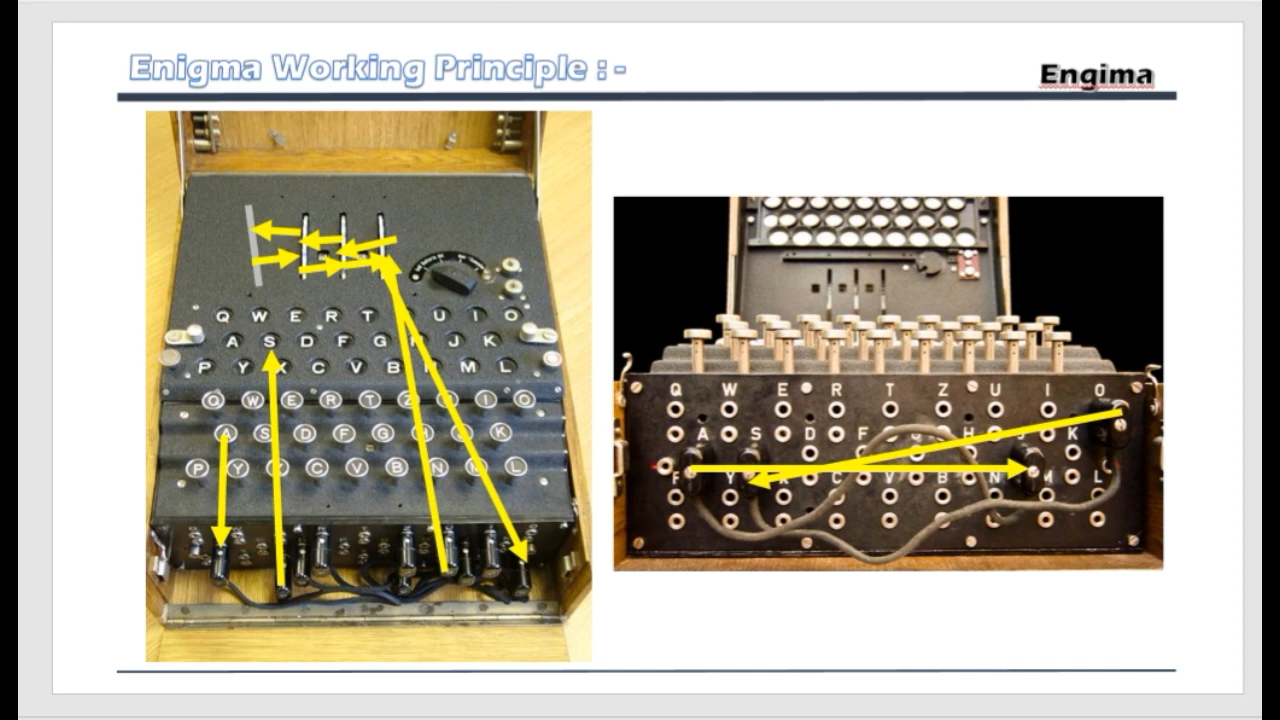 Enigma Working Principle : -
Engima
Q W E R T U I O
A S D F G J K
P Y X C V B M L
Q W E R T Z I O
A S D F G K
P Y C V B N M L
Q W E R T Z U I O
A S D F H J K
P Y X C V B N M L